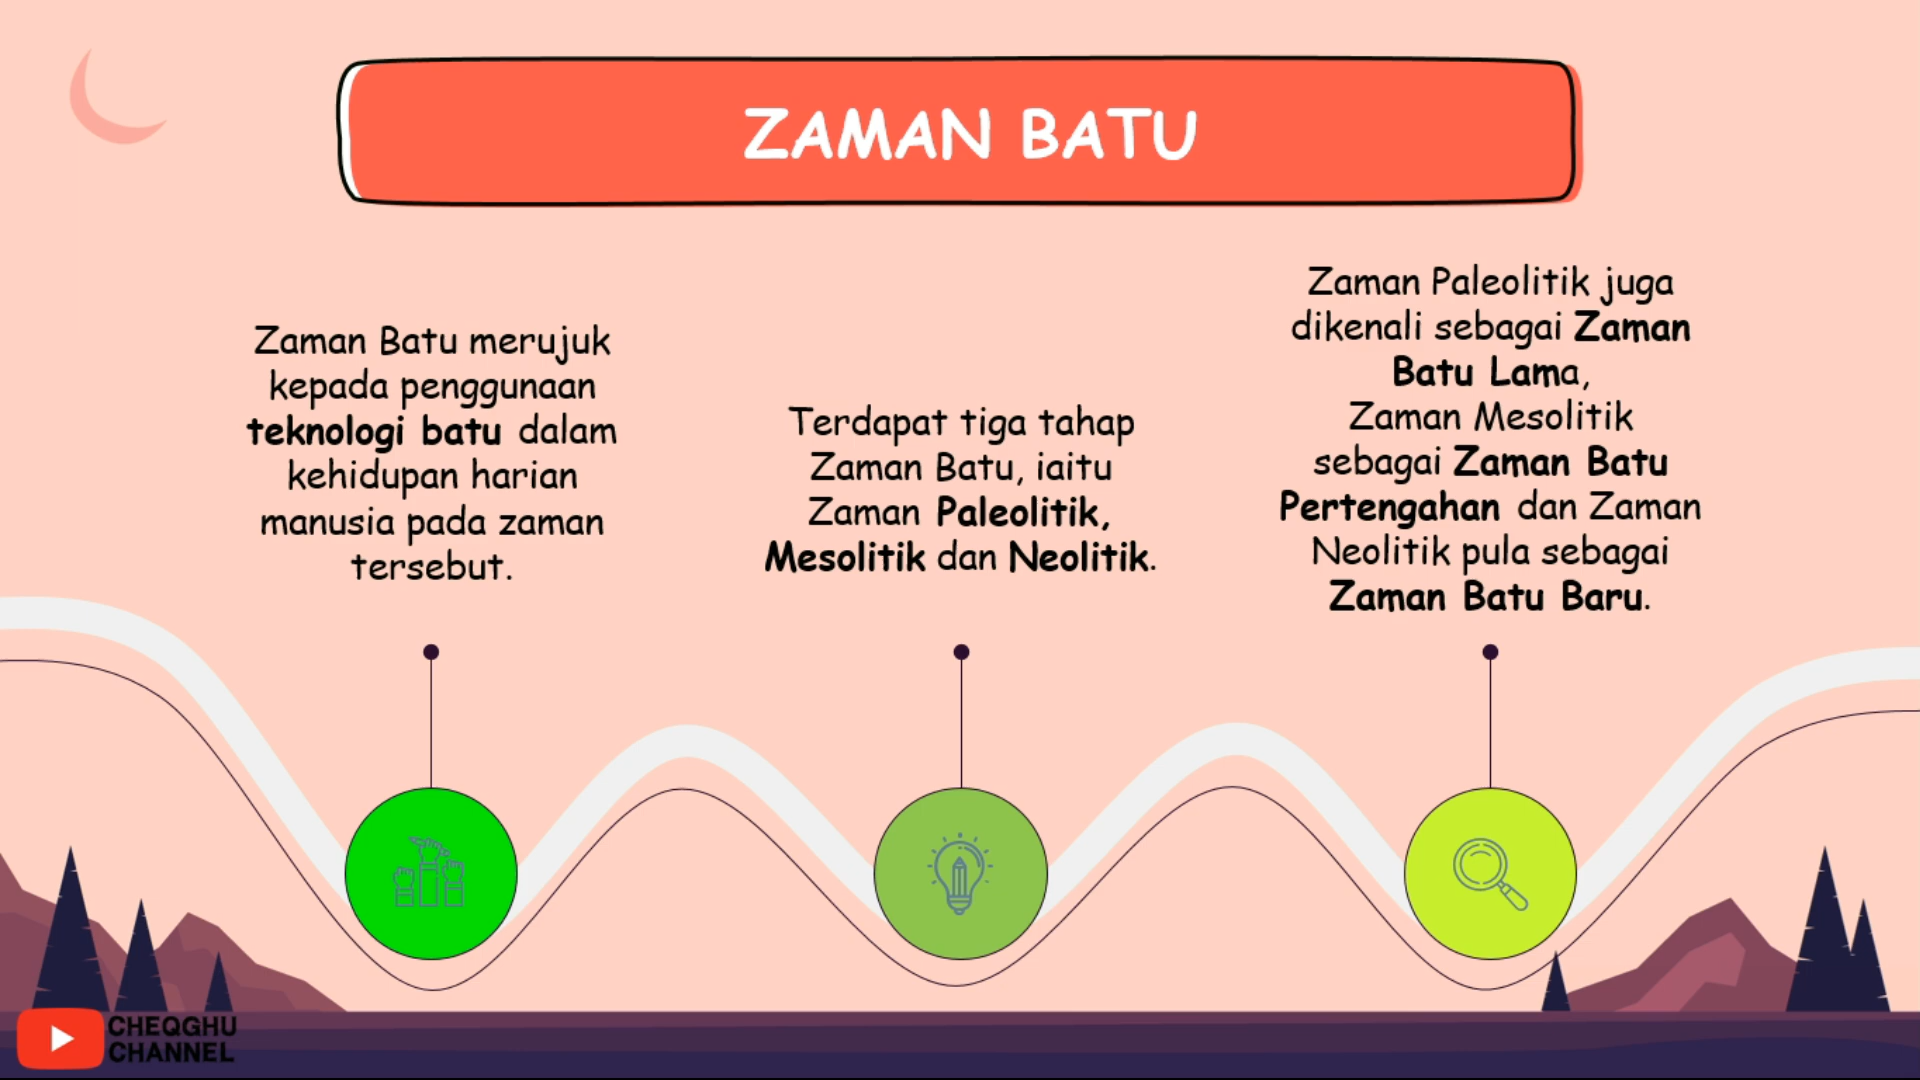 ZAMAN BATU
Zaman Batu merujuk
kepada penggunaan
teknologi batu dalam
kehidupan harian
manusia pada zaman
tersebut.
Terdapat tiga tahap
Zaman Batu, iaitu
Zaman Paleolitik,
Mesolitik dan Neolitik.
Zaman Paleolitik juga
dikenali sebagai Zaman
Batu Lama,
Zaman Mesolitik
sebagai Zaman Batu
Pertengahan dan Zaman
Neolitik pula sebagai
Zaman Batu Baru.
CHEQGHU
CHANNEL